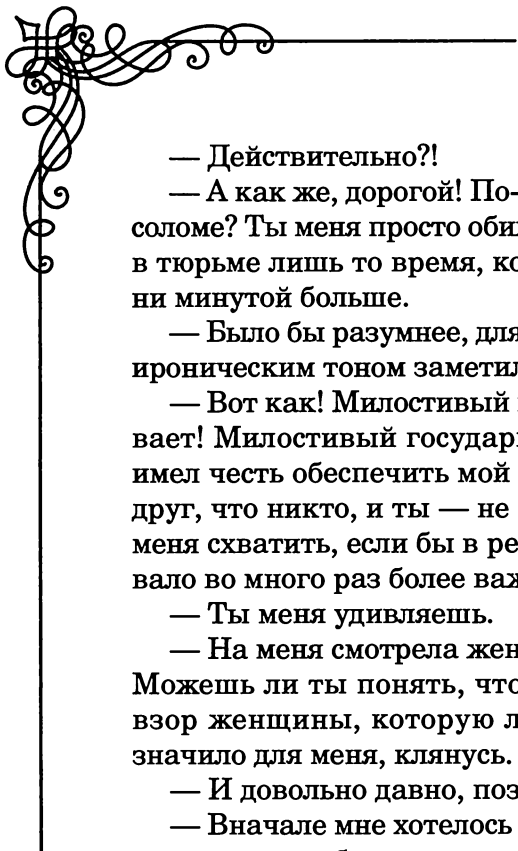 — Действительно?!
— А как же, дорогой! По-
соломе? Ты меня просто оби
в тюрьме лишь то время, ко
ни минутой больше.
— Было бы разумнее, для
ироническим тоном заметил
— Вот как! Милостивый
вает! Милостивый государ
имел честь обеспечить мой
друг, что никто, и ты — не
меня схватить, если бы в ре
вало во много раз более важ
— Ты меня удивляешь.
— На меня смотрела жен
Можешь ли ты понять, что
взор женщины, которую л
значило для меня, клянусь.
— И довольно давно, поз
— Вначале мне хотелось